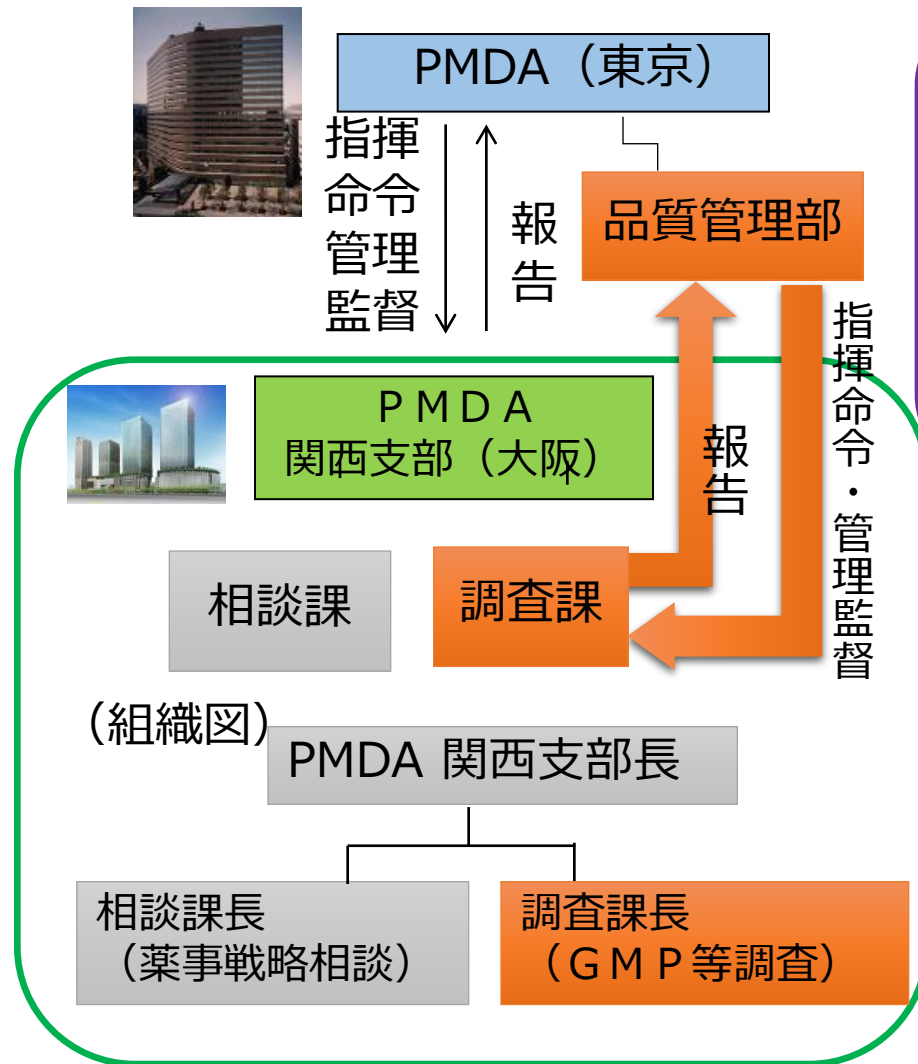 PMDA（東京）
指揮
命令
管理
監督
報告
品質管理部
指揮命令・管理監督
ＰＭＤＡ
関西支部（大阪）
報告
相談課
調査課
（組織図）
PMDA 関西支部長
相談課長
（薬事戦略相談）
調査課長
（ＧＭＰ等調査）